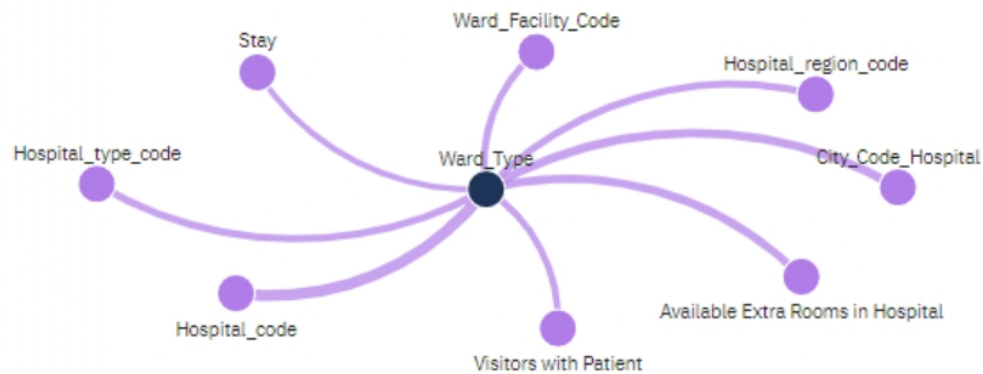 Ward_Facility_Code
Stay
Hospital_region_code
Hospital_type_code
Ward_Type
City_Code_Hospital
Available Extra Rooms in Hospital
Hospital_code
Visitors with Patient